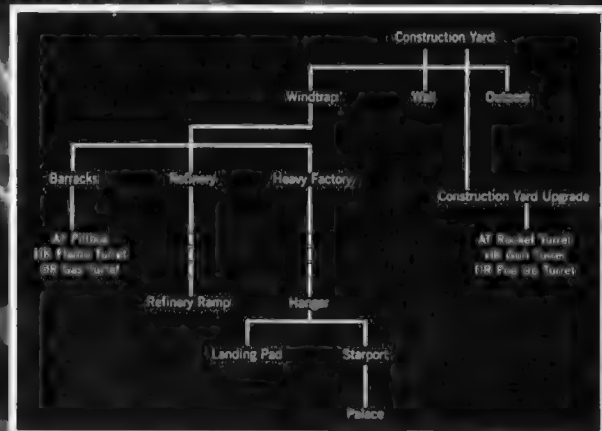 Construction Yard
Windtrap
Wall
Outpost
Barracks
Refinery
Heavy Factory
Construction Yard Upgrade
AT Pillbox
HK Flame Turret
OR Gas Turret
AT Rocket Turret
HK Gun Turret
OR Pop Up Turret
Refinery Ramp
Hanger
Landing Pad
Starport
Palace